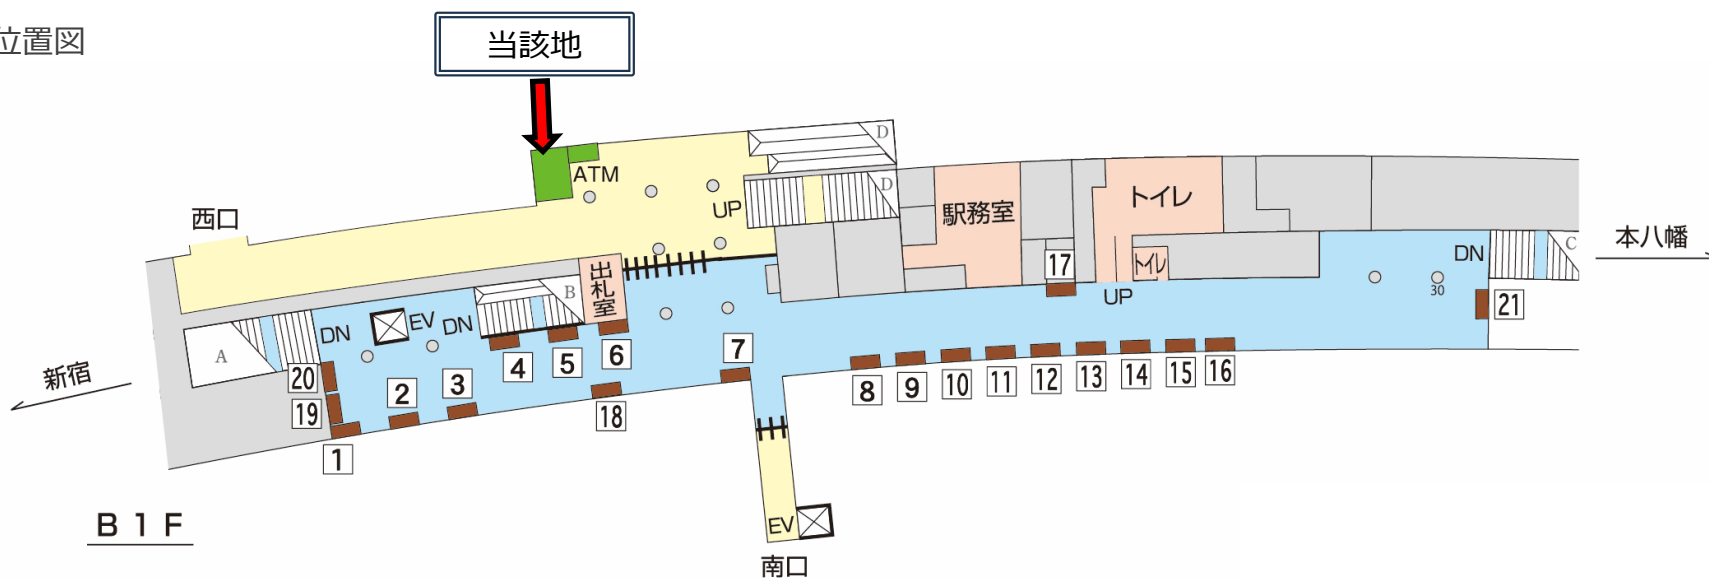 位置図
当該地
ATM
D
D
UP
西口
駅務室
トイレ
トイレ
17
UP
本八幡
DN
C
30
21
出札室
B
DN
EV
DN
A
新宿
20
19
1
2
3
4
5
6
18
7
8
9
10
11
12
13
14
15
16
B1F
EV
南口